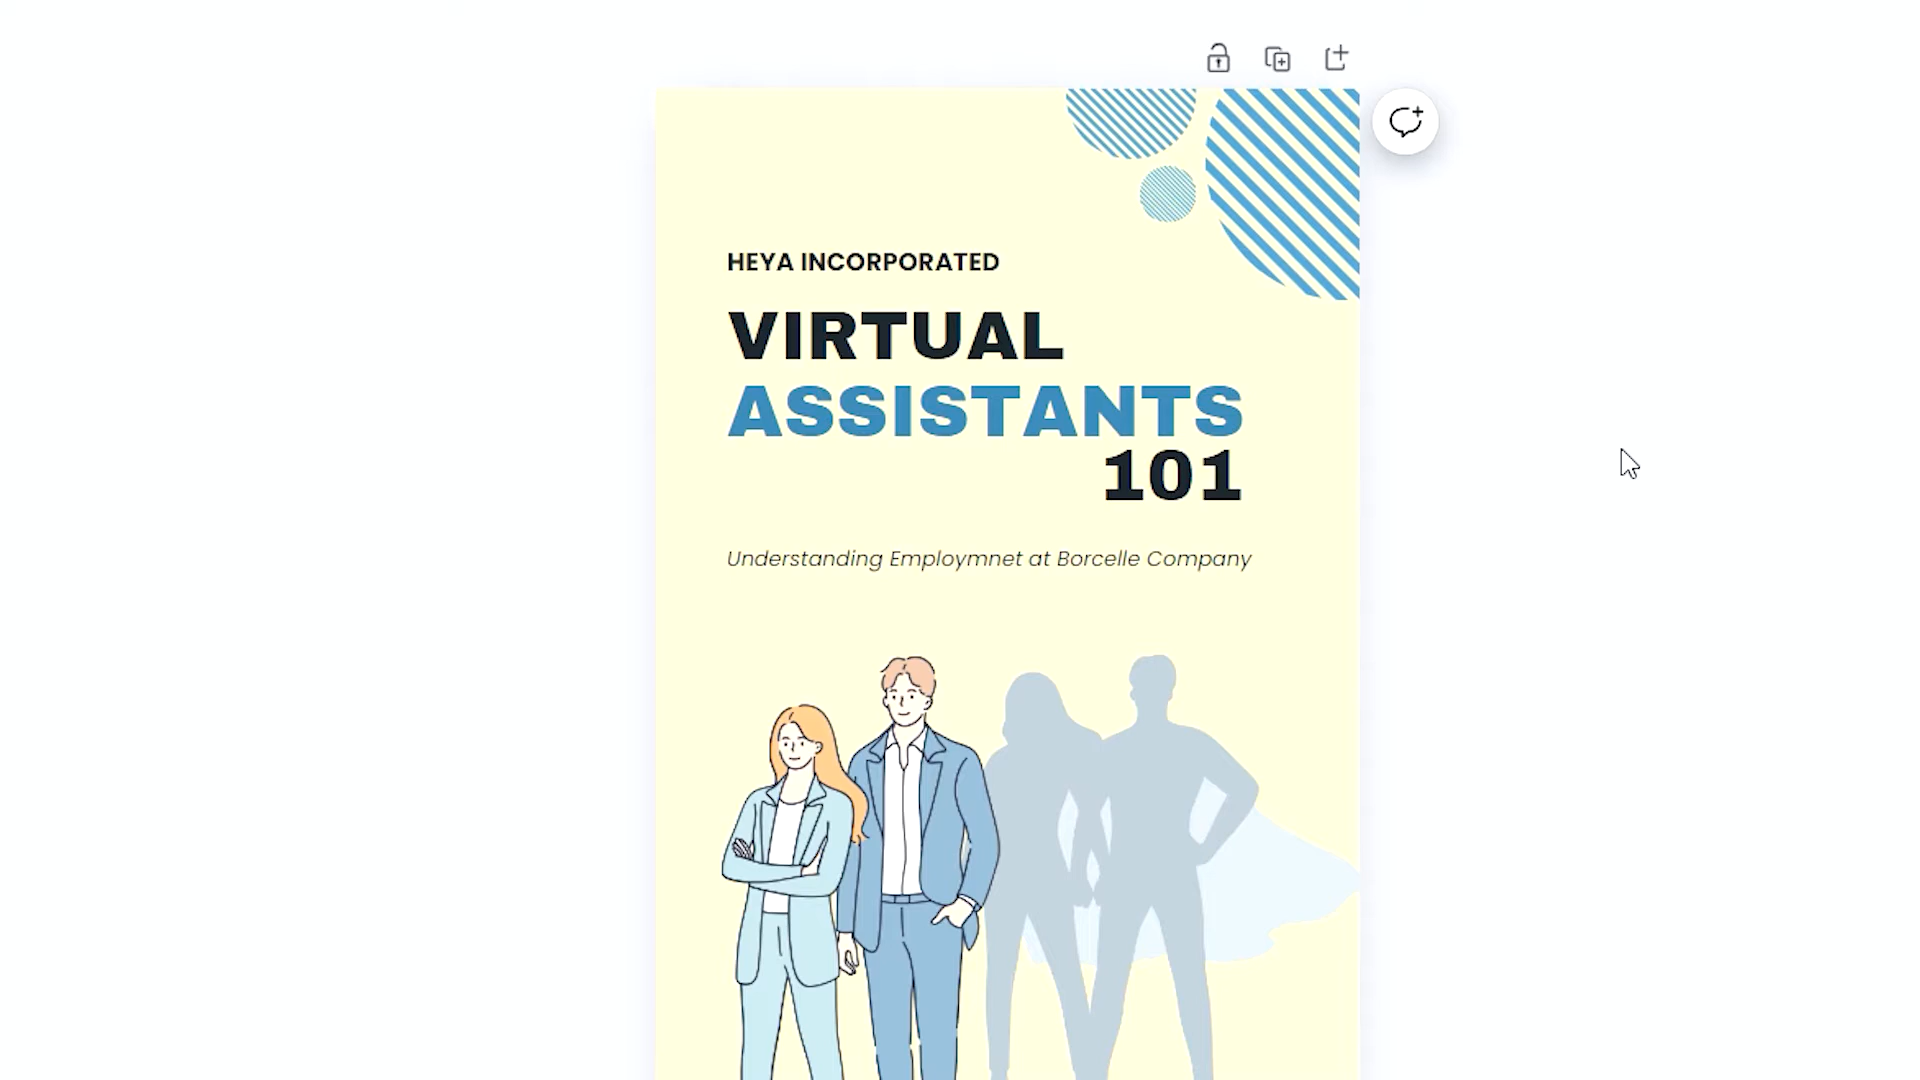 HEYA INCORPORATED
VIRTUAL
ASSISTANTS
101
Understanding Employmnet at Borcelle Company